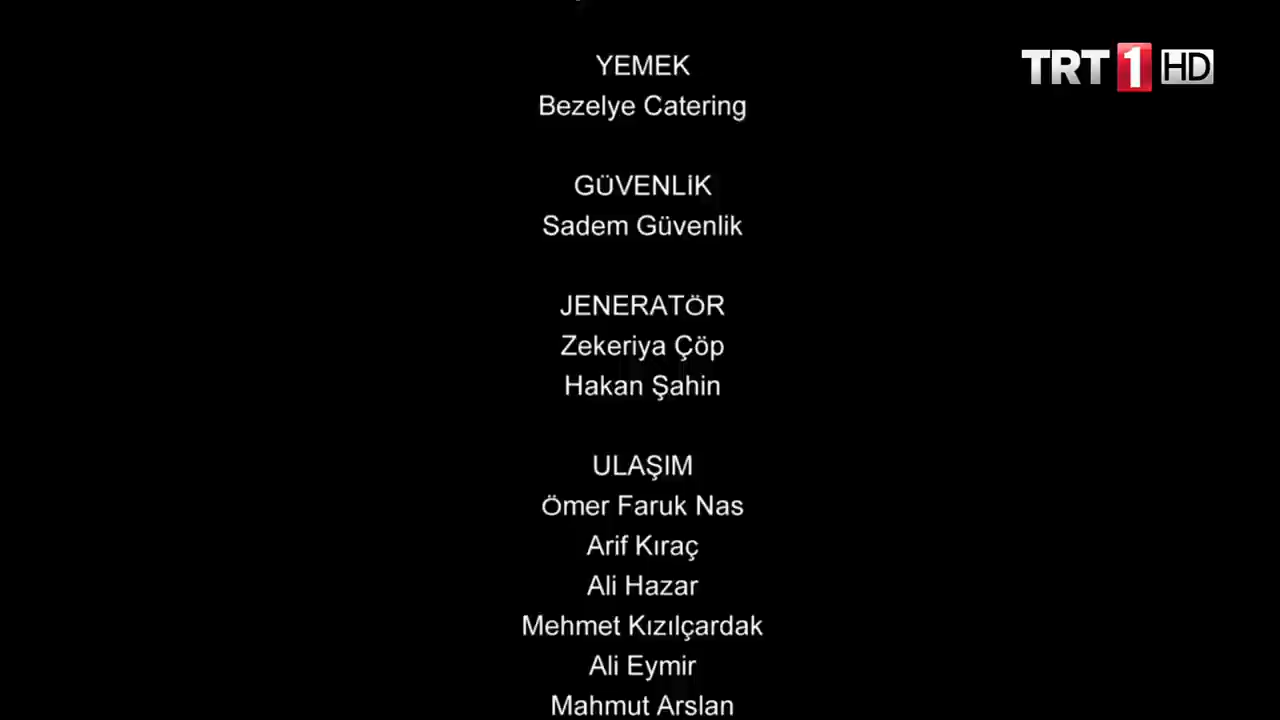 TRT 1 HD
YEMEK
Bezelye Catering
GÜVENLİK
Sadem Güvenlik
JENERATÖR
Zekeriya Çöp
Hakan Şahin
ULAŞIM
Ömer Faruk Nas
Arif Kıraç
Ali Hazar
Mehmet Kızılçardak
Ali Eymir
Mahmut Arslan